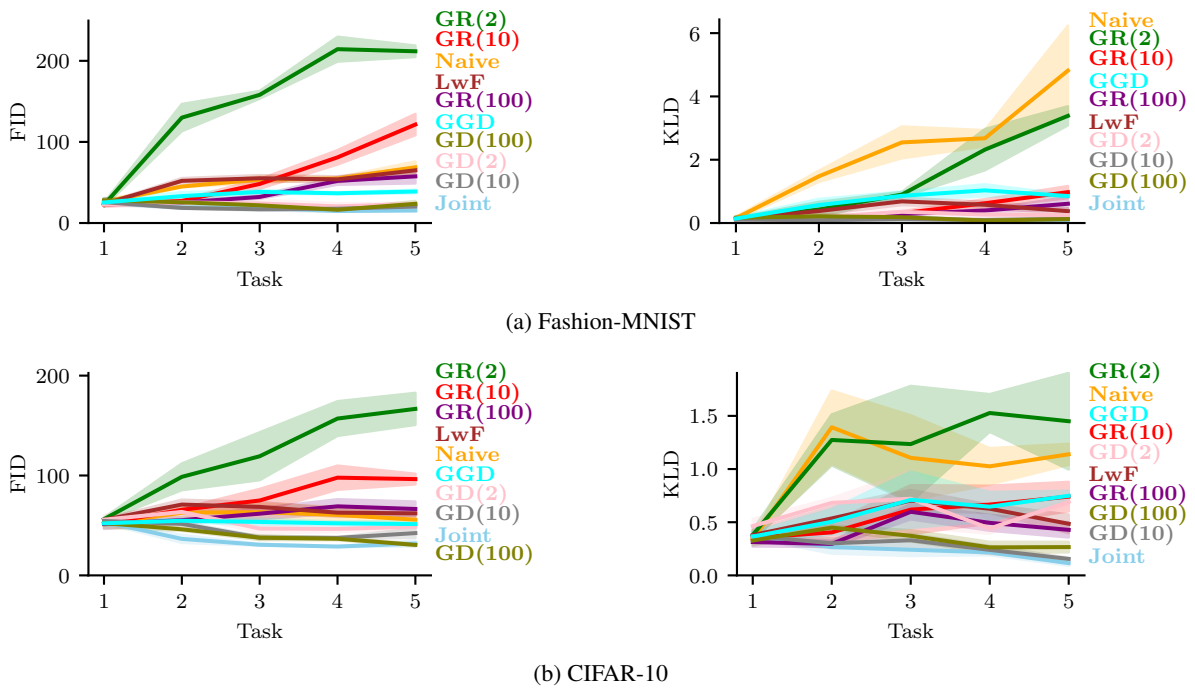 FID
200
100
0
1 2 3 4 5
Task
GR(2)
GR(10)
Naive
LwF
GR(100)
GGD
GD(100)
GD(2)
GD(10)
Joint
KLD
6
4
2
0
1 2 3 4 5
Task
Naive
GR(2)
GR(10)
GGD
GR(100)
LwF
GD(2)
GD(10)
GD(100)
Joint
(a) Fashion-MNIST
FID
200
100
0
1 2 3 4 5
Task
GR(2)
GR(10)
GR(100)
LwF
Naive
GGD
GD(2)
GD(10)
Joint
GD(100)
KLD
1.5
1.0
0.5
0.0
1 2 3 4 5
Task
GR(2)
Naive
GGD
GR(10)
GD(2)
LwF
GR(100)
GD(100)
GD(10)
Joint
(b) CIFAR-10